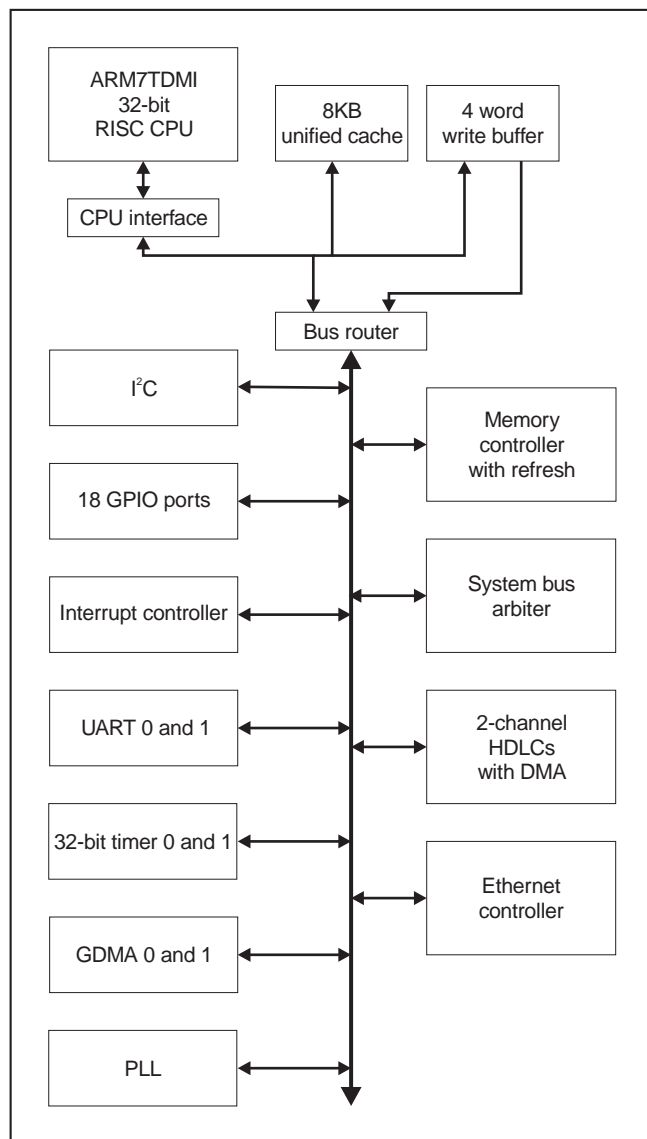 ARM7TDMI
32-bit
RISC CPU
8KB
unified cache
4 word
write buffer
CPU interface
Bus router
I²C
Memory
controller
with refresh
18 GPIO ports
System bus
arbiter
Interrupt controller
UART 0 and 1
2-channel
HDLCs
with DMA
32-bit timer 0 and 1
Ethernet
controller
GDMA 0 and 1
PLL